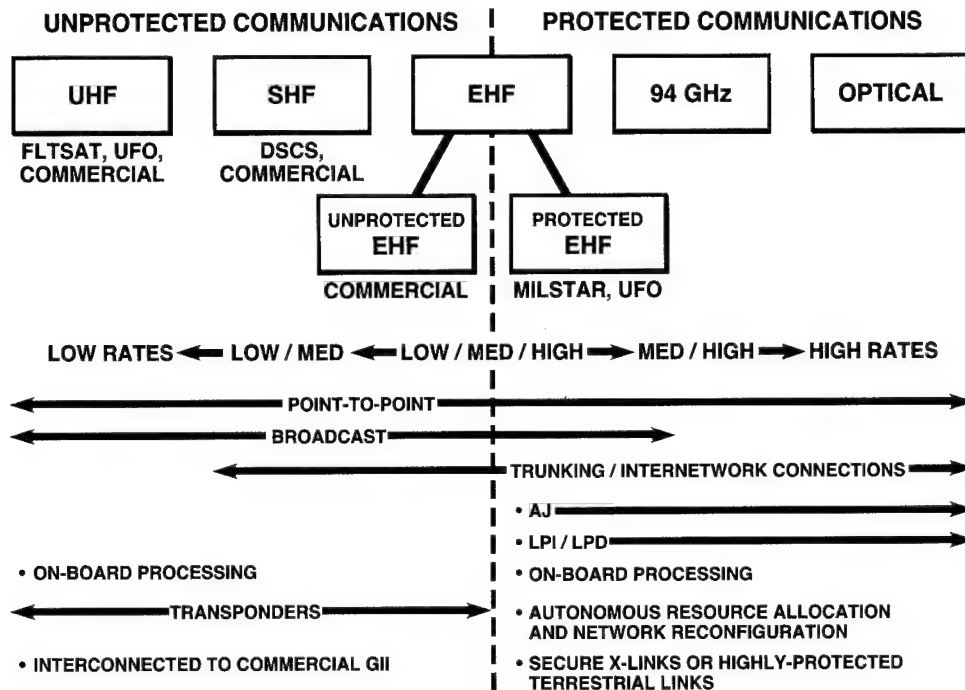 UNPROTECTED COMMUNICATIONS
PROTECTED COMMUNICATIONS
UHF
SHF
EHF
94 GHz
OPTICAL
FLTSAT, UFO,
COMMERCIAL
DSCS,
COMMERCIAL
UNPROTECTED
EHF
PROTECTED
EHF
COMMERCIAL
MILSTAR, UFO
LOW RATES
LOW / MED
LOW / MED / HIGH
MED / HIGH
HIGH RATES
POINT-TO-POINT
BROADCAST
TRUNKING / INTERNETWORK CONNECTIONS
• AJ
• LPI / LPD
• ON-BOARD PROCESSING
• ON-BOARD PROCESSING
TRANSPONDERS
• AUTONOMOUS RESOURCE ALLOCATION
AND NETWORK RECONFIGURATION
• INTERCONNECTED TO COMMERCIAL GII
• SECURE X-LINKS OR HIGHLY-PROTECTED
TERRESTRIAL LINKS